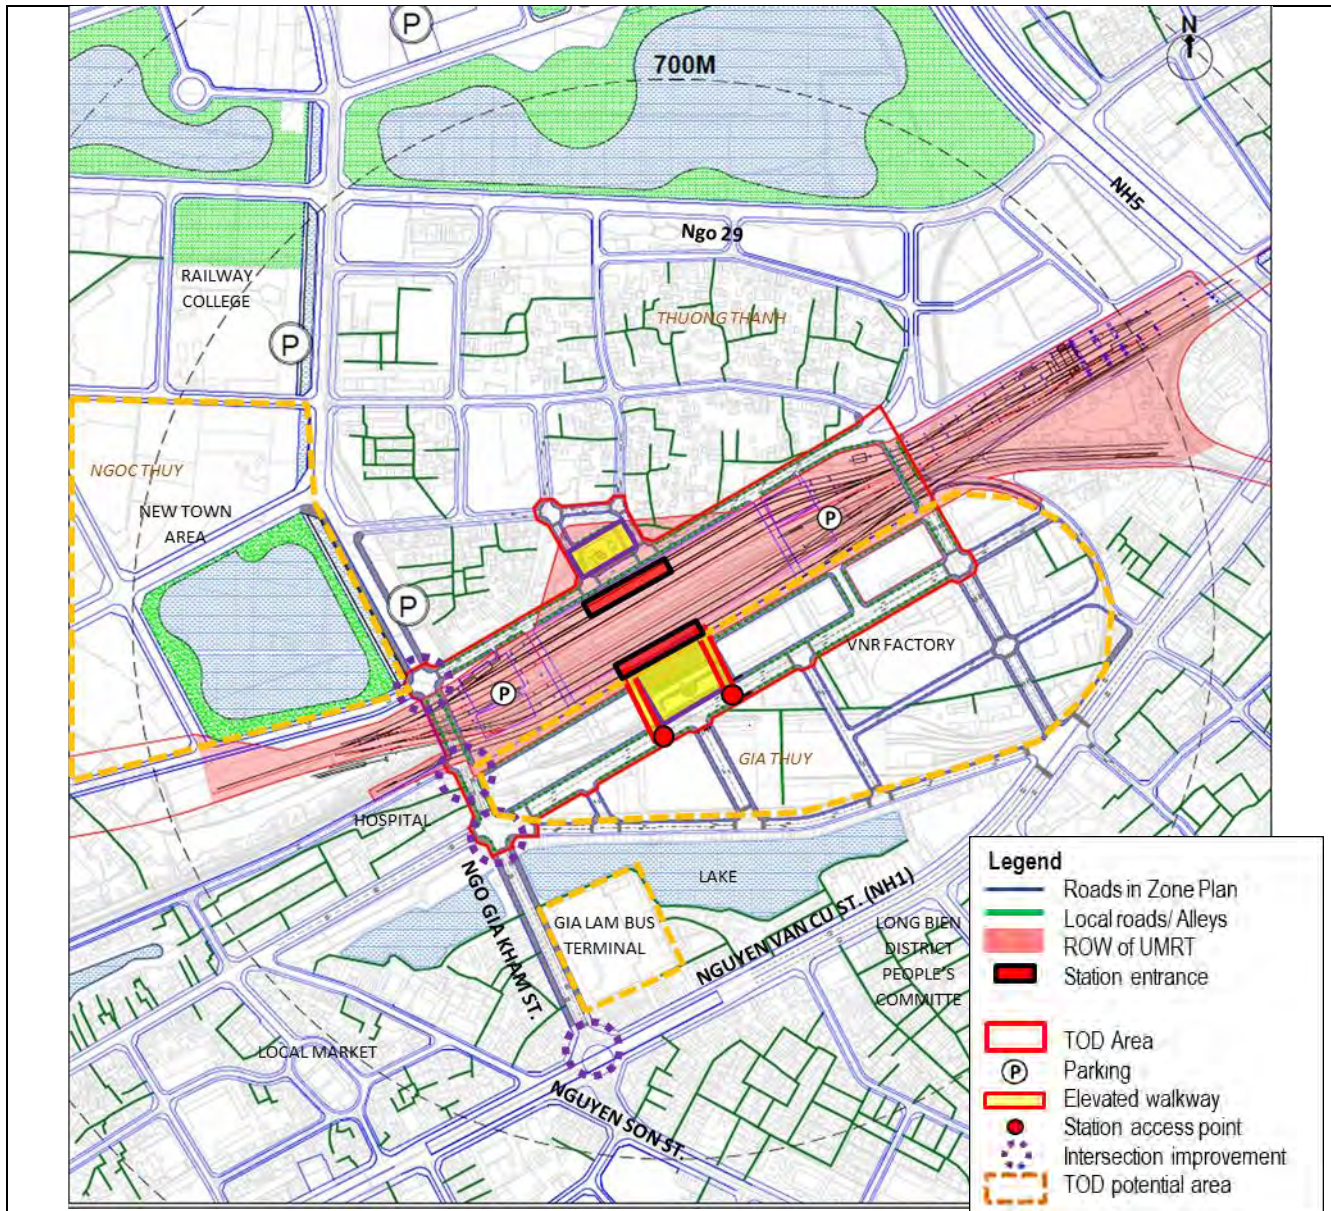 P
N
700M
NH5
Ngo 29
RAILWAY
COLLEGE
THUONG THANH
P
NGOC THUY
NEW TOWN
AREA
P
P
VNR FACTORY
P
GIA THUY
HOSPITAL
LAKE
NGO GIA KHAM ST.
GIA LAM BUS
TERMINAL
NGUYEN VAN CU ST. (NH1)
LONG BIEN
DISTRICT
PEOPLE'S
COMMITTE
LOCAL MARKET
NGUYEN SON ST.
Legend
Roads in Zone Plan
Local roads/ Alleys
ROW of UMRT
Station entrance
TOD Area
P Parking
Elevated walkway
Station access point
Intersection improvement
TOD potential area